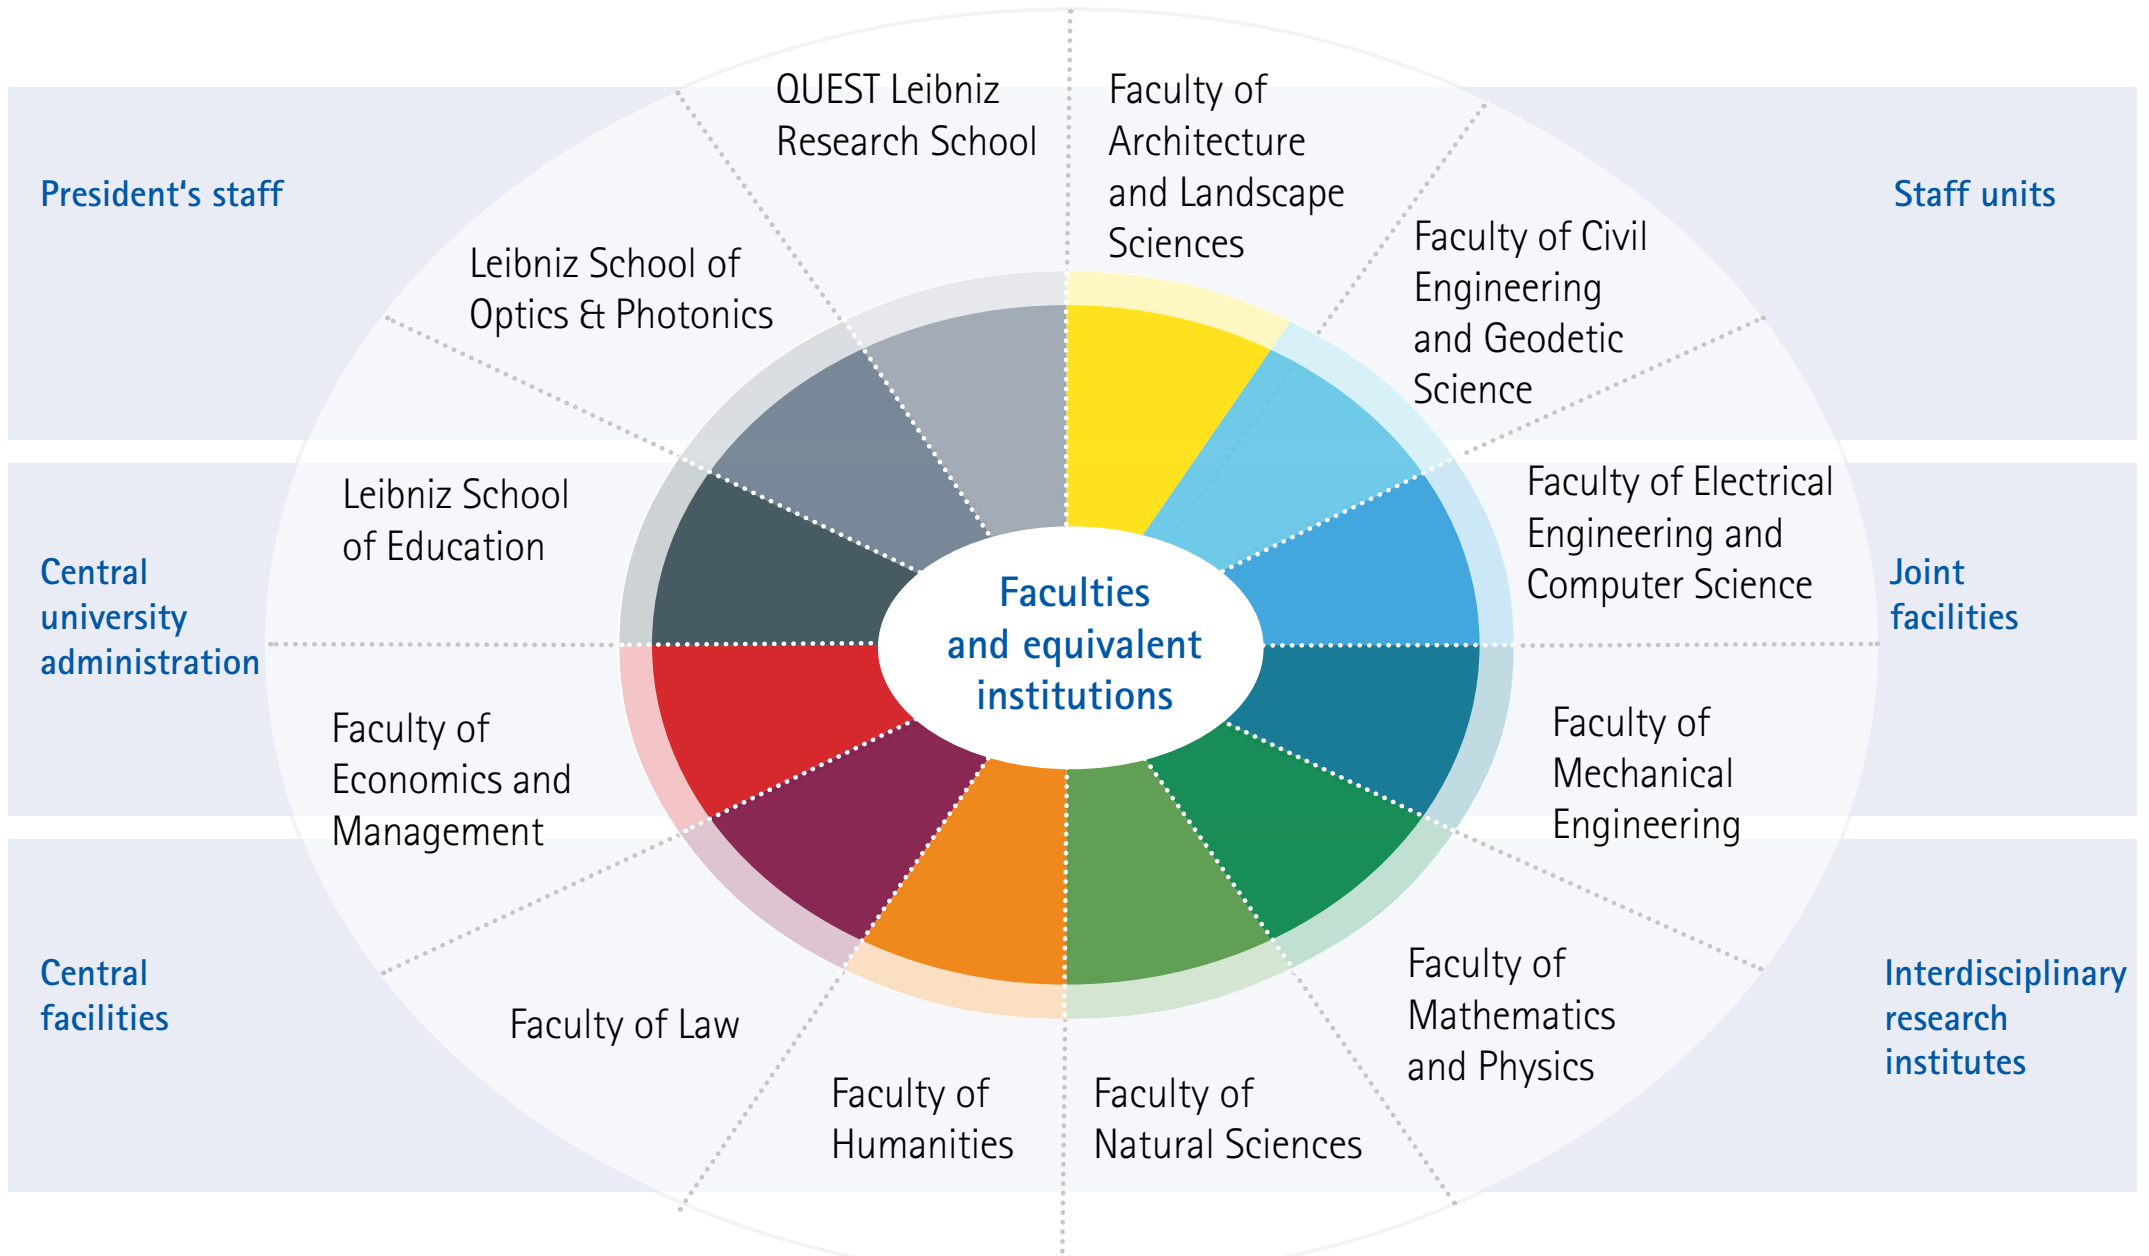 QUEST Leibniz
Research School
Faculty of
Architecture
and Landscape
Sciences
President‘s staff
Staff units
Leibniz School of
Optics & Photonics
Faculty of Civil
Engineering
and Geodetic
Science
Leibniz School
of Education
Faculty of Electrical
Engineering and
Computer Science
Central
university
administration
Faculties
and equivalent
institutions
Joint
facilities
Faculty of
Economics and
Management
Faculty of
Mechanical
Engineering
Central
facilities
Faculty of Law
Faculty of
Humanities
Faculty of
Natural Sciences
Faculty of
Mathematics
and Physics
Interdisciplinary
research
institutes